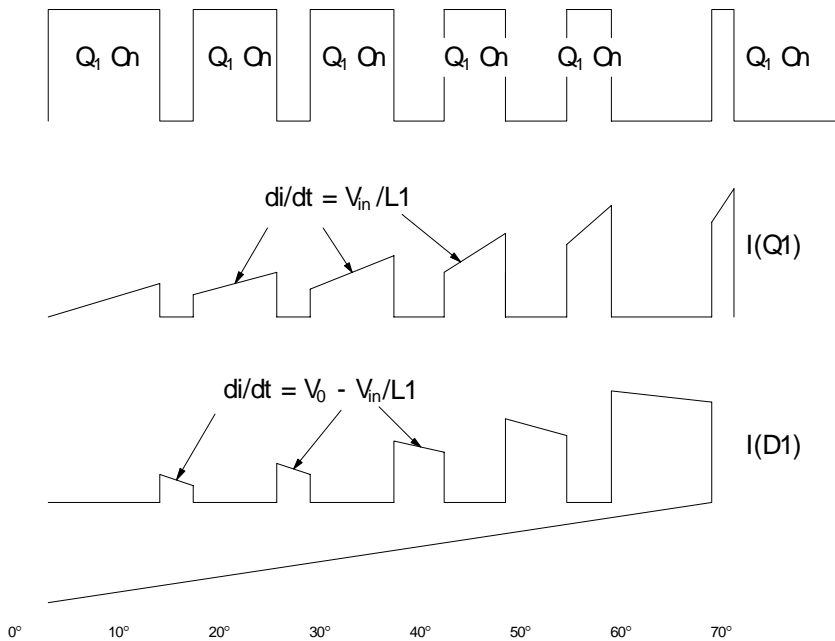 Q₁ On Q₁ On Q₁ On Q₁ On Q₁ On Q₁ On
di/dt = Vᵢₙ/L1
I(Q1)
di/dt = V₀ - Vᵢₙ/L1
I(D1)
0° 10° 20° 30° 40° 50° 60° 70°